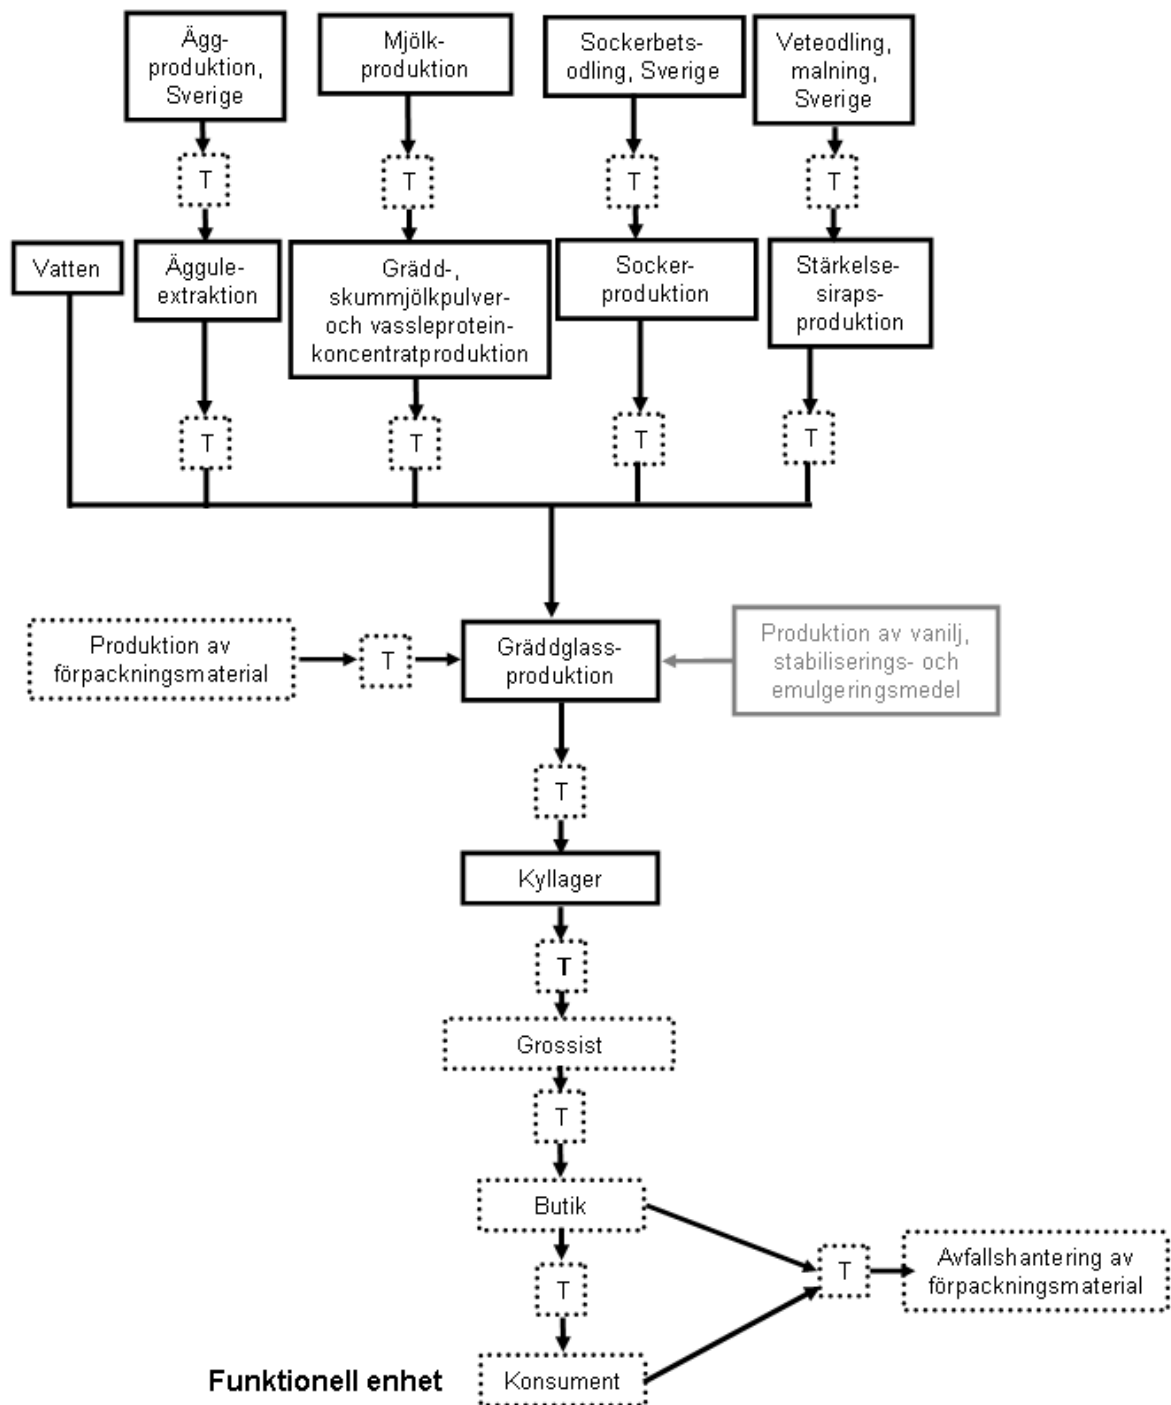 Ägg-
produktion,
Sverige
Mjölk-
produktion
Sockerbets-
odling, Sverige
Veteodling,
malning,
Sverige
T
T
T
T
Vatten
Äggule-
extraktion
Grädd-,
skummjölkpulver-
och vassleprotein-
koncentratproduktion
Socker-
produktion
Stärkelse-
siraps-
produktion
T
T
T
T
Produktion av
förpackningsmaterial
T
Gräddglass-
produktion
Produktion av vanilj,
stabiliserings- och
emulgeringsmedel
T
Kyllager
T
Grossist
T
Butik
T
T
Avfallshantering av
förpackningsmaterial
Funktionell enhet
Konsument